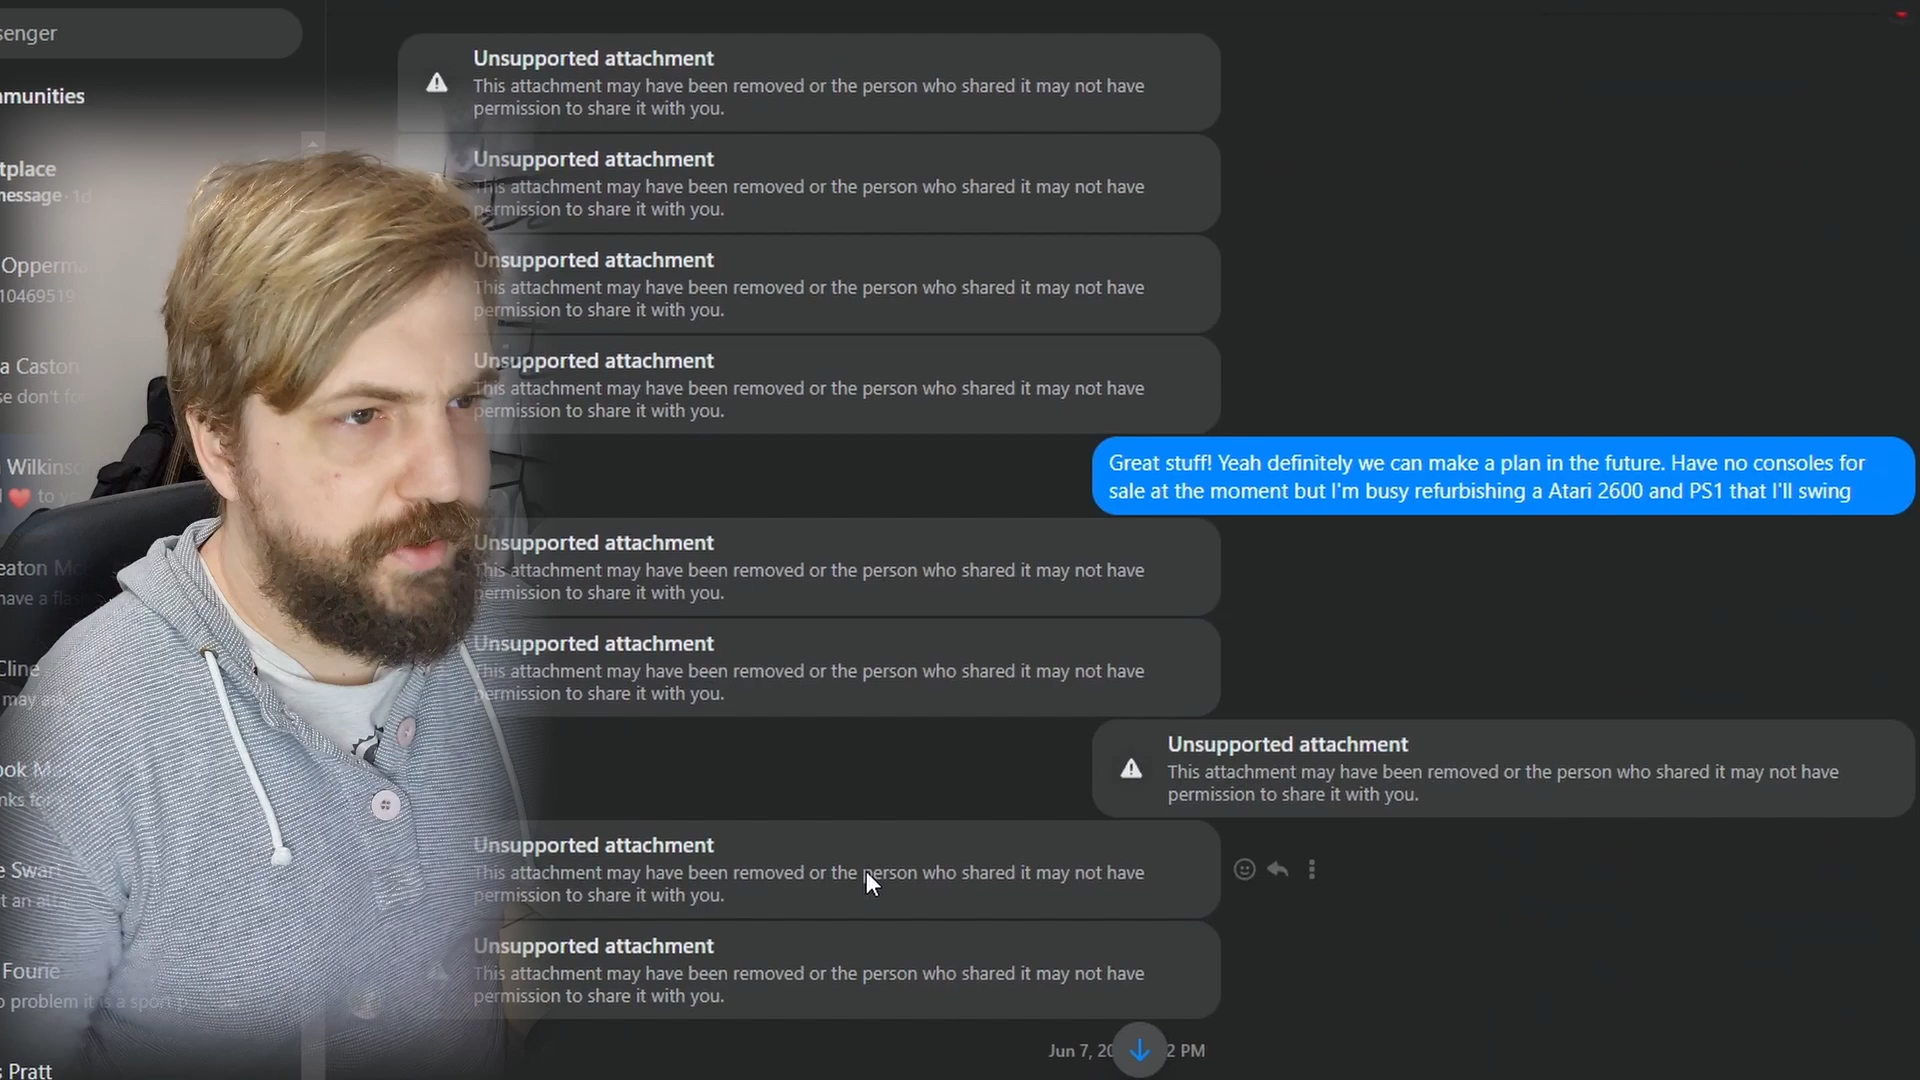 senger
mmunities
tplace
message · 1d
Opperma
10469519
a Caston
se don't fo
Wilkinso
to yo
eaton Mc
have a flas
Cline
may as
ook Ma
nks for
e Swan
t an atta
Fourie
problem it is a sport
s Pratt
Unsupported attachment
This attachment may have been removed or the person who shared it may not have
permission to share it with you.
Unsupported attachment
This attachment may have been removed or the person who shared it may not have
permission to share it with you.
Unsupported attachment
This attachment may have been removed or the person who shared it may not have
permission to share it with you.
Unsupported attachment
This attachment may have been removed or the person who shared it may not have
permission to share it with you.
Great stuff! Yeah definitely we can make a plan in the future. Have no consoles for
sale at the moment but I'm busy refurbishing a Atari 2600 and PS1 that I'll swing
Unsupported attachment
This attachment may have been removed or the person who shared it may not have
permission to share it with you.
Unsupported attachment
This attachment may have been removed or the person who shared it may not have
permission to share it with you.
Unsupported attachment
This attachment may have been removed or the person who shared it may not have
permission to share it with you.
Unsupported attachment
This attachment may have been removed or the person who shared it may not have
permission to share it with you.
Unsupported attachment
This attachment may have been removed or the person who shared it may not have
permission to share it with you.
Jun 7, 20 2 PM